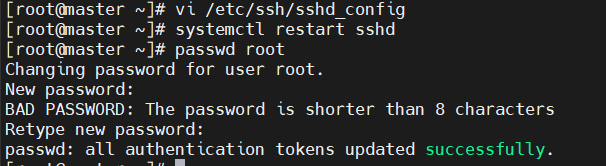 [root@master ~]# vi /etc/ssh/sshd_config
[root@master ~]# systemctl restart sshd
[root@master ~]# passwd root
Changing password for user root.
New password:
BAD PASSWORD: The password is shorter than 8 characters
Retype new password:
passwd: all authentication tokens updated successfully.
[root@master ~]#